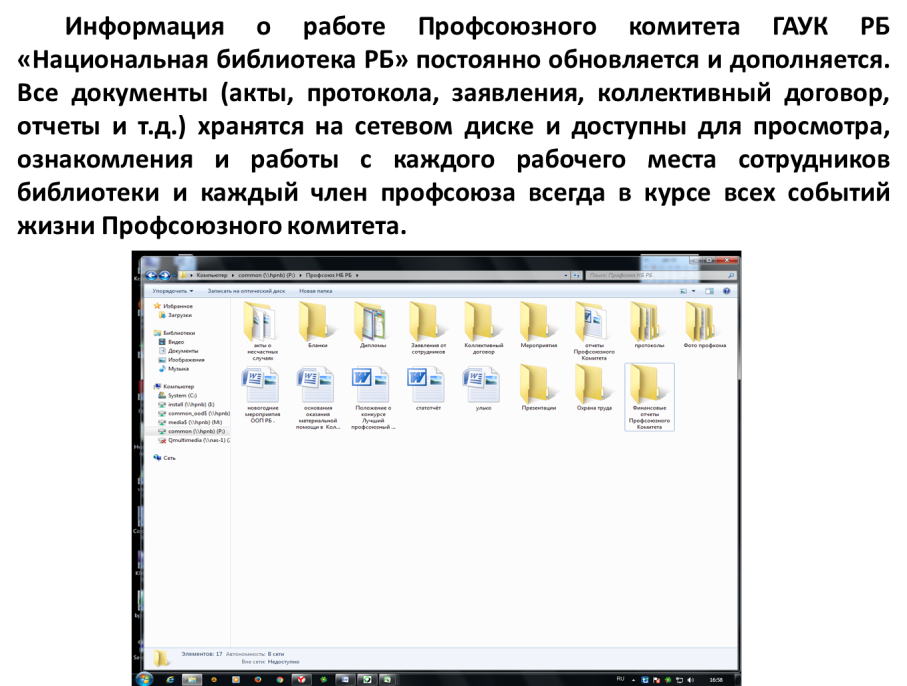 Информация о работе Профсоюзного комитета ГАУК РБ
«Национальная библиотека РБ» постоянно обновляется и дополняется.
Все документы (акты, протокола, заявления, коллективный договор,
отчеты и т.д.) хранятся на сетевом диске и доступны для просмотра,
ознакомления и работы с каждого рабочего места сотрудников
библиотеки и каждый член профсоюза всегда в курсе всех событий
жизни Профсоюзного комитета.
Компьютер ▸ common (\\hpnb) (P:) ▸ Профсоюз НБ РБ ▸
Поиск: Профсоюз НБ РБ
Упорядочить Записать на оптический диск Новая папка
Избранное
Загрузки
Библиотеки
Видео
Документы
Изображения
Музыка
Компьютер
System (C:)
install (\\hpnb) (I:)
common_ood$ (\\hpnb)
media$ (\\hpnb) (M:)
common (\\hpnb) (P:)
Qmultimedia (\\nas-1) (
Сеть
акты о
несчастных
случаях
Бланки
Дипломы
Заявления от
сотрудников
Коллективный
договор
Мероприятия
отчеты
Профсоюзного
Комитета
протоколы
Фото профкома
новогодние
мероприятия
ООП РБ .
основания
оказания
материальной
помощи в Кол...
Положение о
конкурсе
Лучший
профсоюзный ...
статотчёт
улько
Презентации
Охрана труда
Финансовые
отчеты
Профсоюзного
Комитета
Элементов: 17 Автономность: В сети
Вне сети: Недоступно
RU 16:58